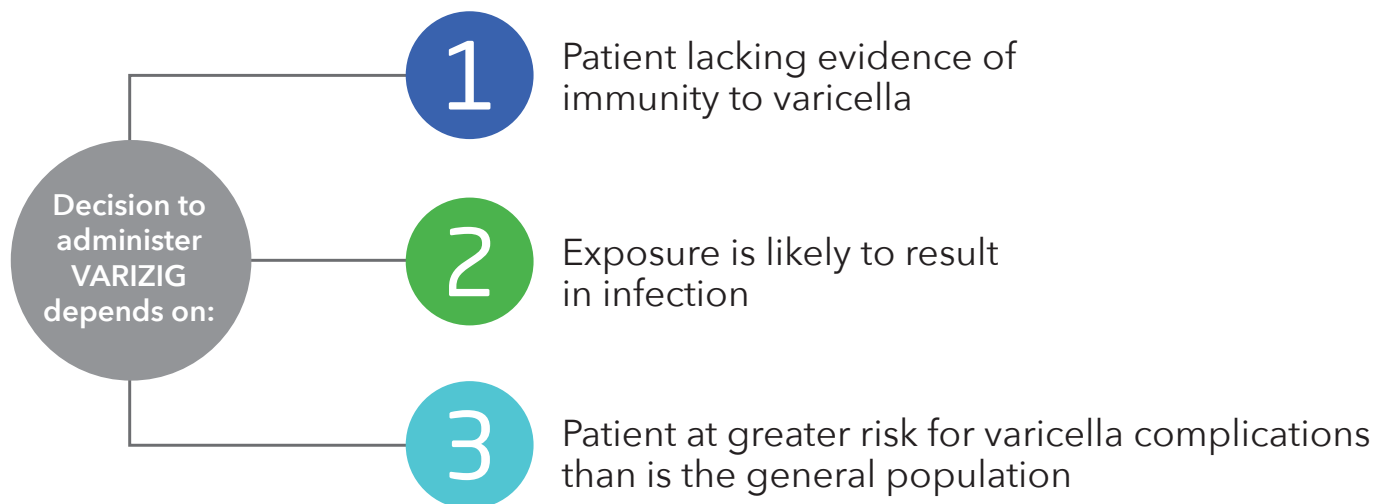 Decision to
administer
VARIZIG
depends on:
1
Patient lacking evidence of
immunity to varicella
2
Exposure is likely to result
in infection
3
Patient at greater risk for varicella complications
than is the general population